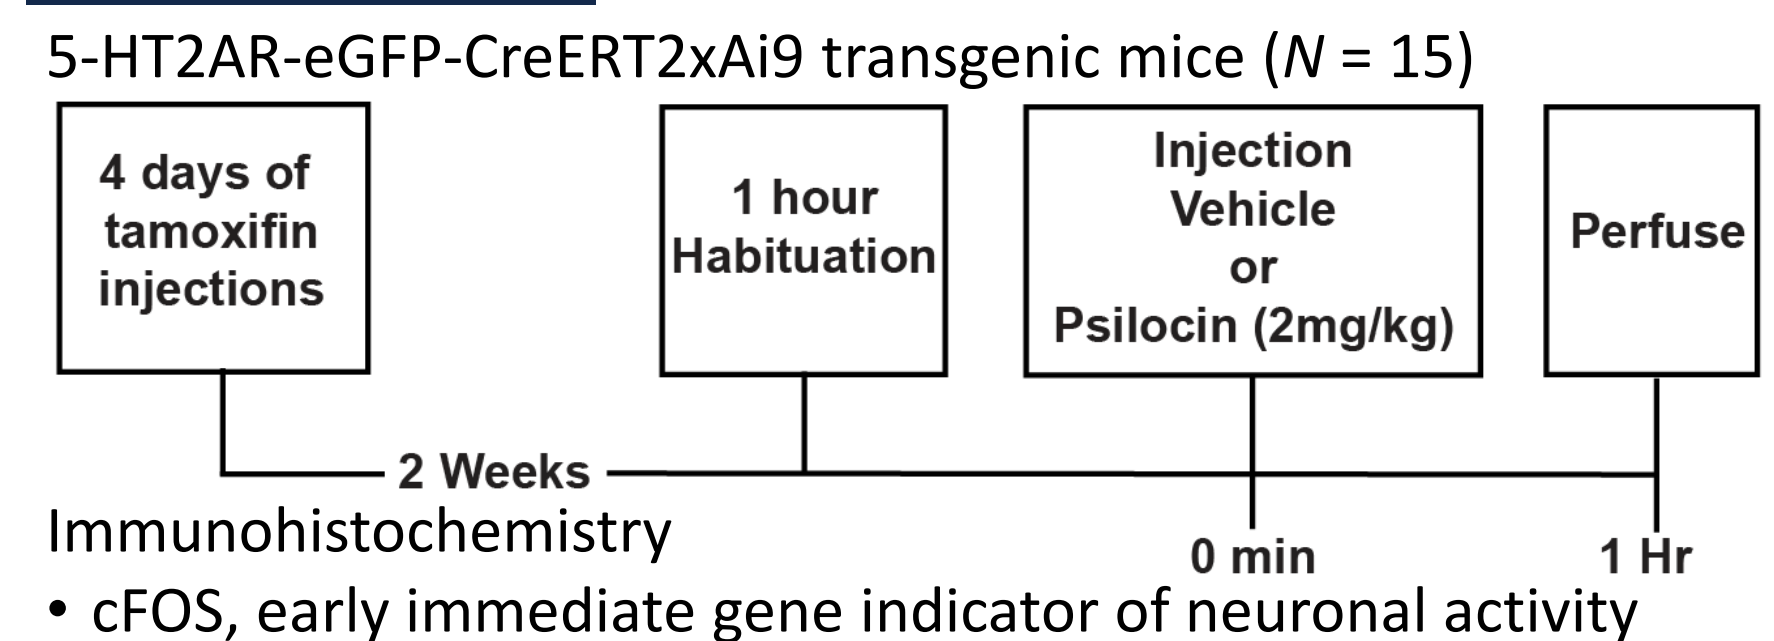 5-HT2AR-eGFP-CreERT2xAi9 transgenic mice (N = 15)
4 days of
tamoxifin
injections
1 hour
Habituation
Injection
Vehicle
or
Psilocin (2mg/kg)
Perfuse
2 Weeks
0 min
1 Hr
Immunohistochemistry
• cFOS, early immediate gene indicator of neuronal activity